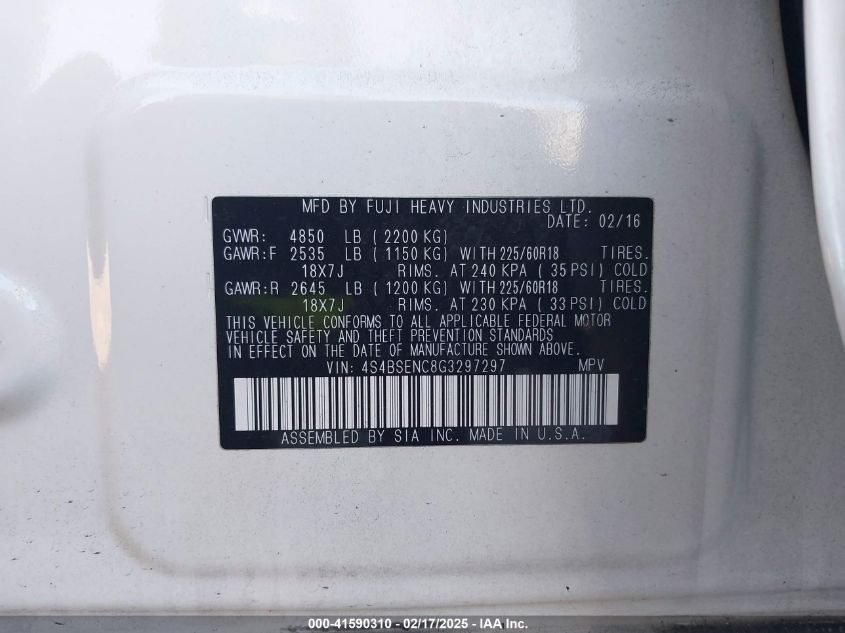 MFD BY FUJI HEAVY INDUSTRIES LTD.
DATE: 02/16
GVWR: 4850 LB (2200 KG)
GAWR:F 2535 LB (1150 KG) WITH 225/60R18 TIRES.
18X7J RIMS. AT 240 KPA (35 PSI) COLD
GAWR:R 2645 LB (1200 KG) WITH 225/60R18 TIRES.
18X7J RIMS. AT 230 KPA (33 PSI) COLD
THIS VEHICLE CONFORMS TO ALL APPLICABLE FEDERAL MOTOR
VEHICLE SAFETY AND THEFT PREVENTION STANDARDS
IN EFFECT ON THE DATE OF MANUFACTURE SHOWN ABOVE.
VIN: 4S4BSENC8G3297297 MPV
ASSEMBLED BY SIA INC. MADE IN U.S.A.
000-41590310 - 02/17/2025 - IAA, Inc.